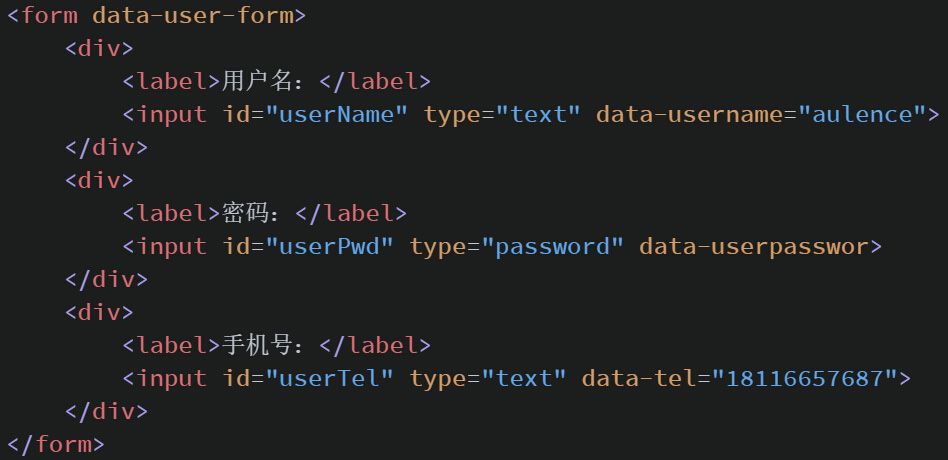 <form data-user-form>
    <div>
        <label>用户名：</label>
        <input id="userName" type="text" data-username="aulence">
    </div>
    <div>
        <label>密码：</label>
        <input id="userPwd" type="password" data-userpasswor>
    </div>
    <div>
        <label>手机号：</label>
        <input id="userTel" type="text" data-tel="18116657687">
    </div>
</form>